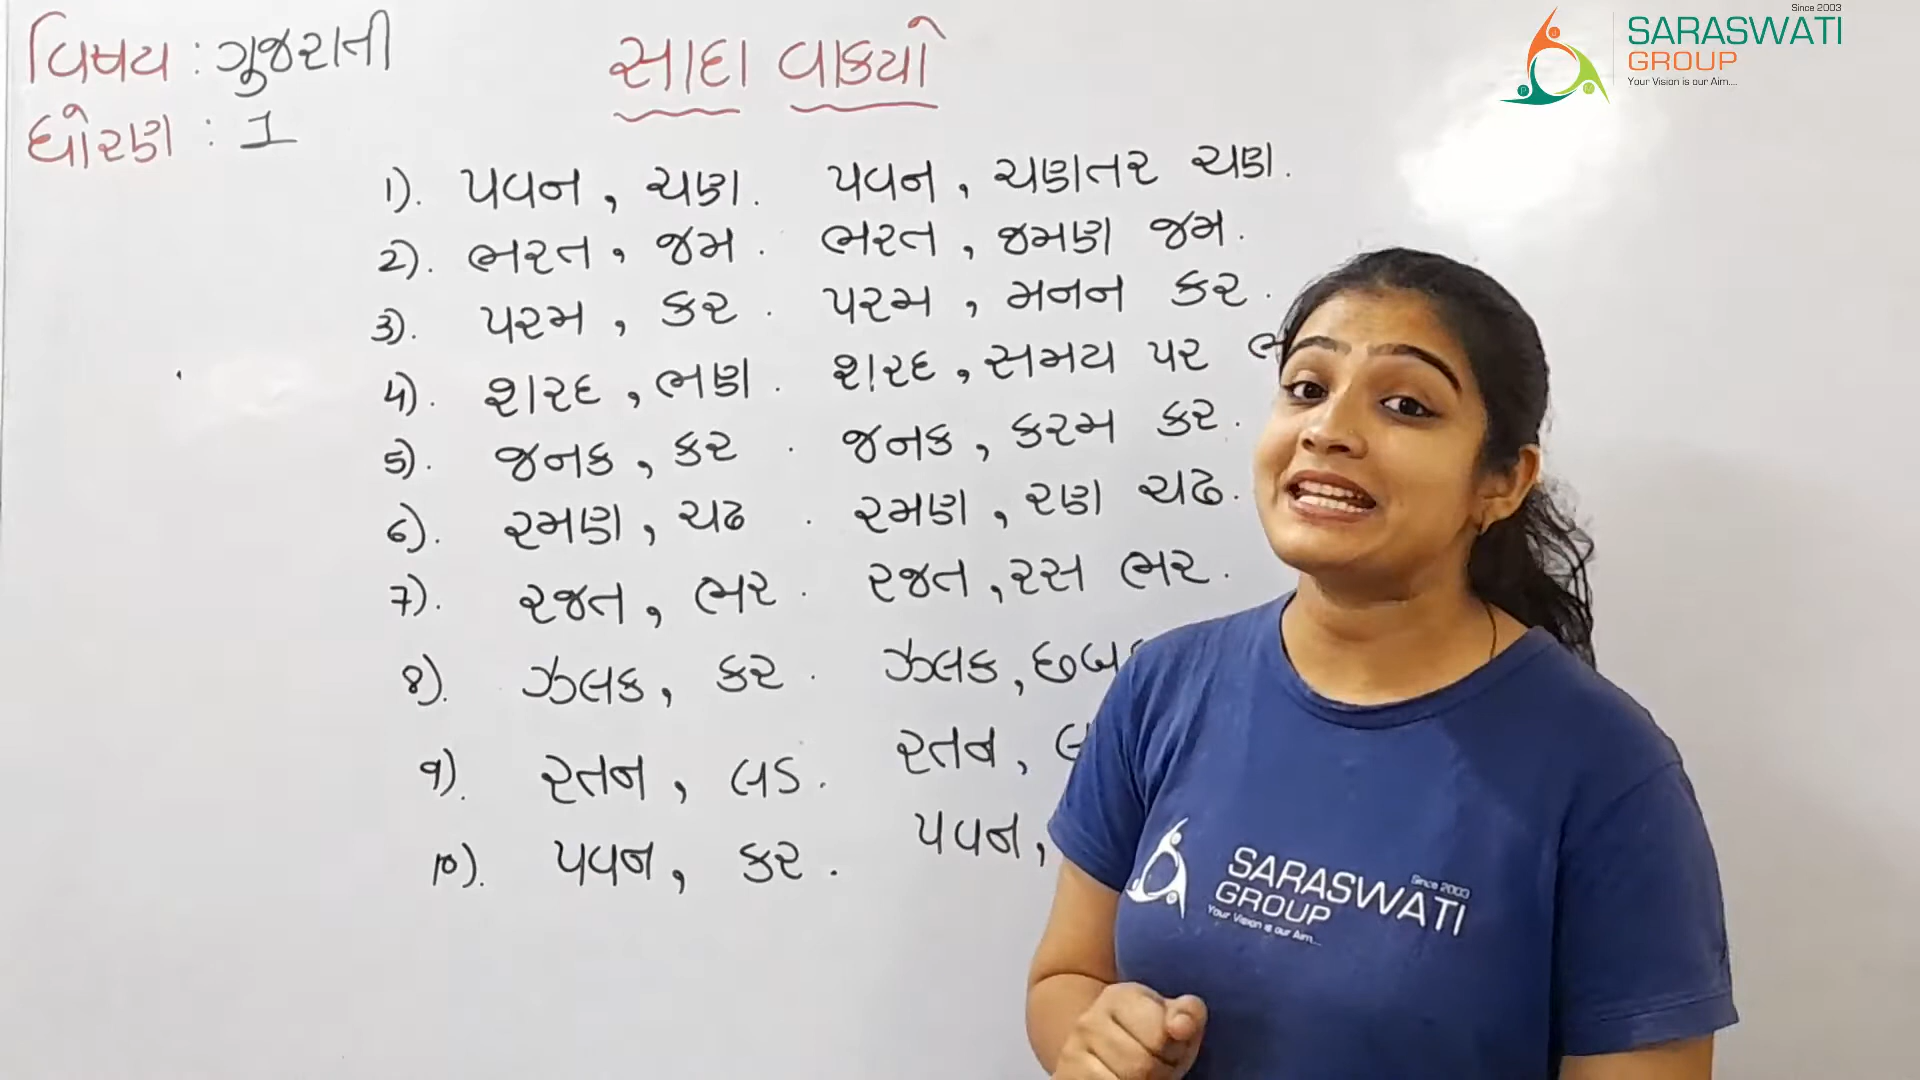 વિષય : ગુજરાતી
ધોરણ : 1
સાદા વાક્યો
1). પવન , ચણ. પવન , ચણતર ચણ.
2). ભરત , જમ . ભરત , જમણ જમ.
3). પરમ , કર . પરમ , મનન કર .
4). શરદ , ભણ . શરદ , સમય પર
5). જનક , કર . જનક , કરમ કર .
6). રમણ , ચઢ . રમણ , રણ ચઢ .
7). રજત , ભર . રજત , રસ ભર .
8). ઝલક , કર . ઝલક ,
9). રતન , લડ . રતન ,
10). પવન , કર . પવન ,
Since 2003
SARASWATI
GROUP
Your Vision is our Aim....
Since 2003
SARASWATI
GROUP
Your Vision is our Aim....